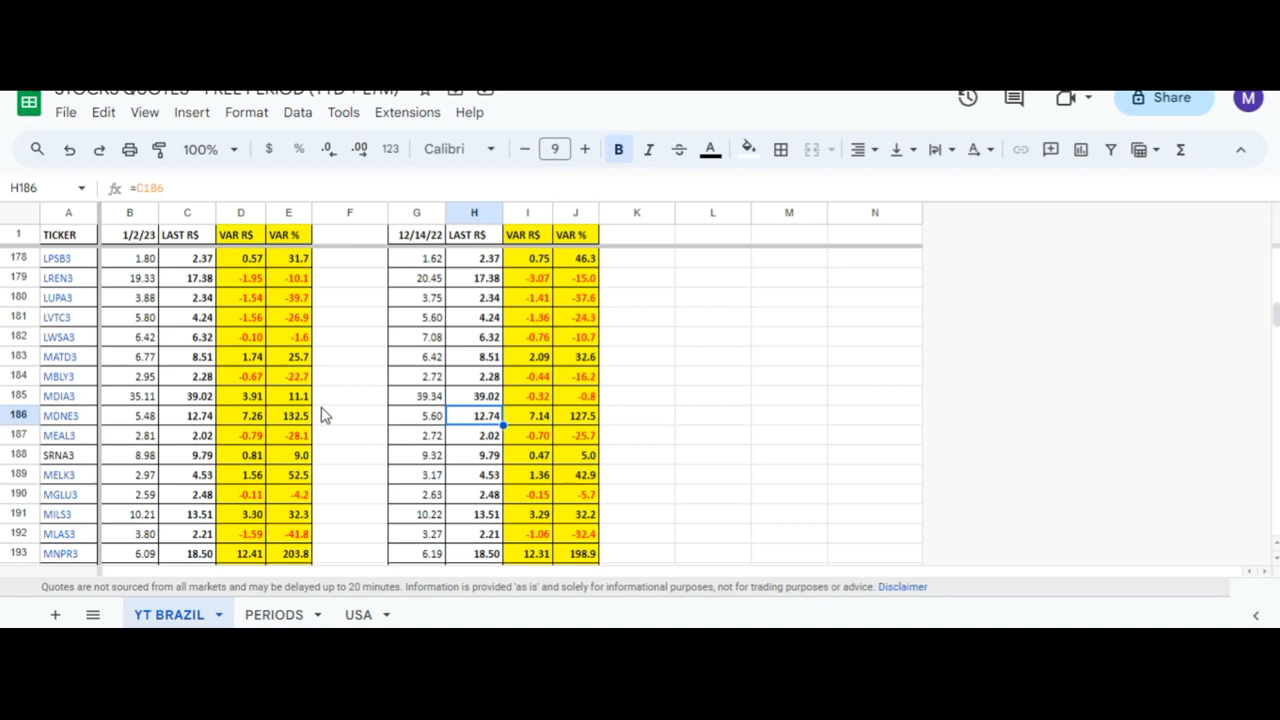 STOCKS QUOTES - FREE PERIOD (YTD + LTM)
File Edit View Insert Format Data Tools Extensions Help
Share M
100% $ % .0 .00 123 Calibri - 9 + B I A Σ
H186 fx =C186
A B C D E F G H I J K L M N
1 TICKER 1/2/23 LAST R$ VAR R$ VAR % 12/14/22 LAST R$ VAR R$ VAR %
178 LPSB3 1.80 2.37 0.57 31.7 1.62 2.37 0.75 46.3
179 LREN3 19.33 17.38 -1.95 -10.1 20.45 17.38 -3.07 -15.0
180 LUPA3 3.88 2.34 -1.54 -39.7 3.75 2.34 -1.41 -37.6
181 LVTC3 5.80 4.24 -1.56 -26.9 5.60 4.24 -1.36 -24.3
182 LWSA3 6.42 6.32 -0.10 -1.6 7.08 6.32 -0.76 -10.7
183 MATD3 6.77 8.51 1.74 25.7 6.42 8.51 2.09 32.6
184 MBLY3 2.95 2.28 -0.67 -22.7 2.72 2.28 -0.44 -16.2
185 MDIA3 35.11 39.02 3.91 11.1 39.34 39.02 -0.32 -0.8
186 MDNE3 5.48 12.74 7.26 132.5 5.60 12.74 7.14 127.5
187 MEAL3 2.81 2.02 -0.79 -28.1 2.72 2.02 -0.70 -25.7
188 SRNA3 8.98 9.79 0.81 9.0 9.32 9.79 0.47 5.0
189 MELK3 2.97 4.53 1.56 52.5 3.17 4.53 1.36 42.9
190 MGLU3 2.59 2.48 -0.11 -4.2 2.63 2.48 -0.15 -5.7
191 MILS3 10.21 13.51 3.30 32.3 10.22 13.51 3.29 32.2
192 MLAS3 3.80 2.21 -1.59 -41.8 3.27 2.21 -1.06 -32.4
193 MNPR3 6.09 18.50 12.41 203.8 6.19 18.50 12.31 198.9
Quotes are not sourced from all markets and may be delayed up to 20 minutes. Information is provided 'as is' and solely for informational purposes, not for trading purposes or advice. Disclaimer
+ YT BRAZIL PERIODS USA